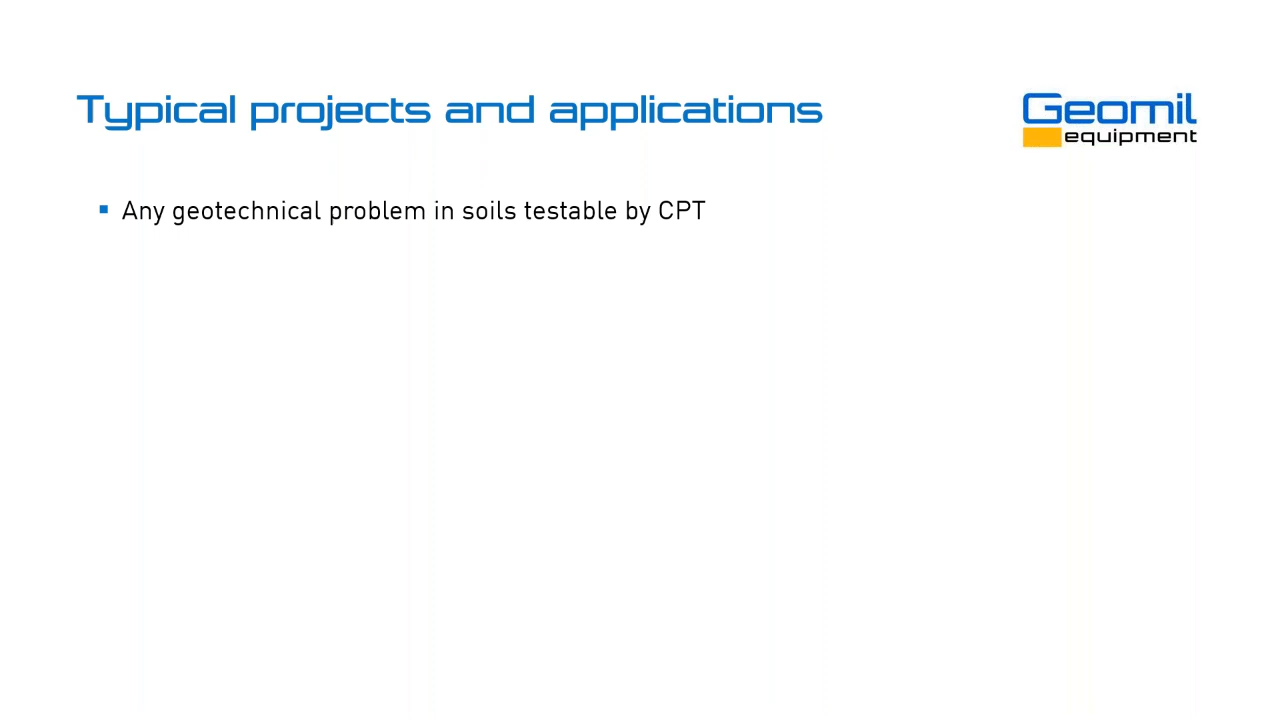 Typical projects and applications
Geomil
equipment
Any geotechnical problem in soils testable by CPT